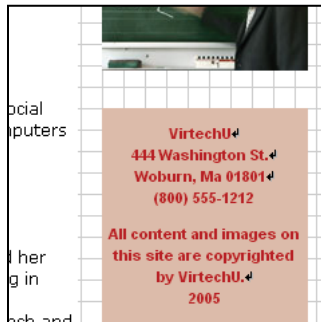 ocial
nputers
d her
g in
ech and
VirtechU
444 Washington St.
Woburn, Ma 01801
(800) 555-1212
All content and images on
this site are copyrighted
by VirtechU.
2005